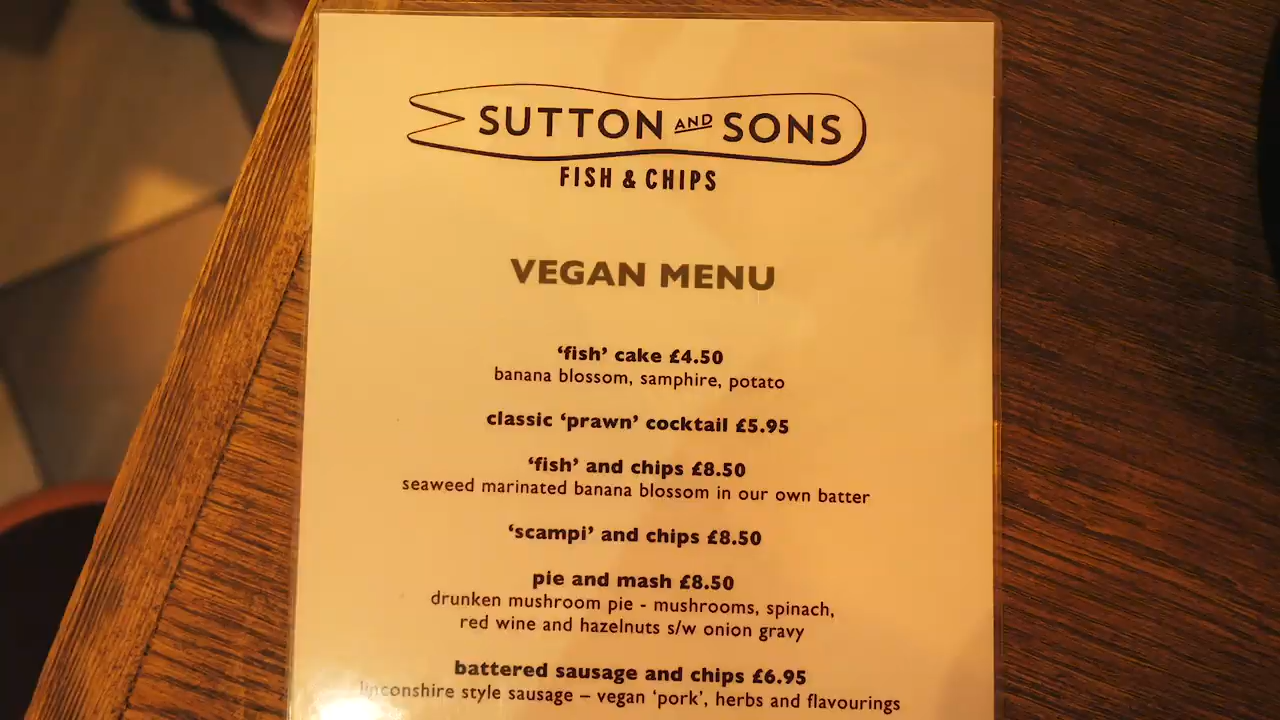 SUTTON AND SONS
FISH & CHIPS
VEGAN MENU
‘fish’ cake £4.50
banana blossom, samphire, potato
classic ‘prawn’ cocktail £5.95
‘fish’ and chips £8.50
seaweed marinated banana blossom in our own batter
‘scampi’ and chips £8.50
pie and mash £8.50
drunken mushroom pie - mushrooms, spinach,
red wine and hazelnuts s/w onion gravy
battered sausage and chips £6.95
linconshire style sausage – vegan ‘pork’, herbs and flavourings